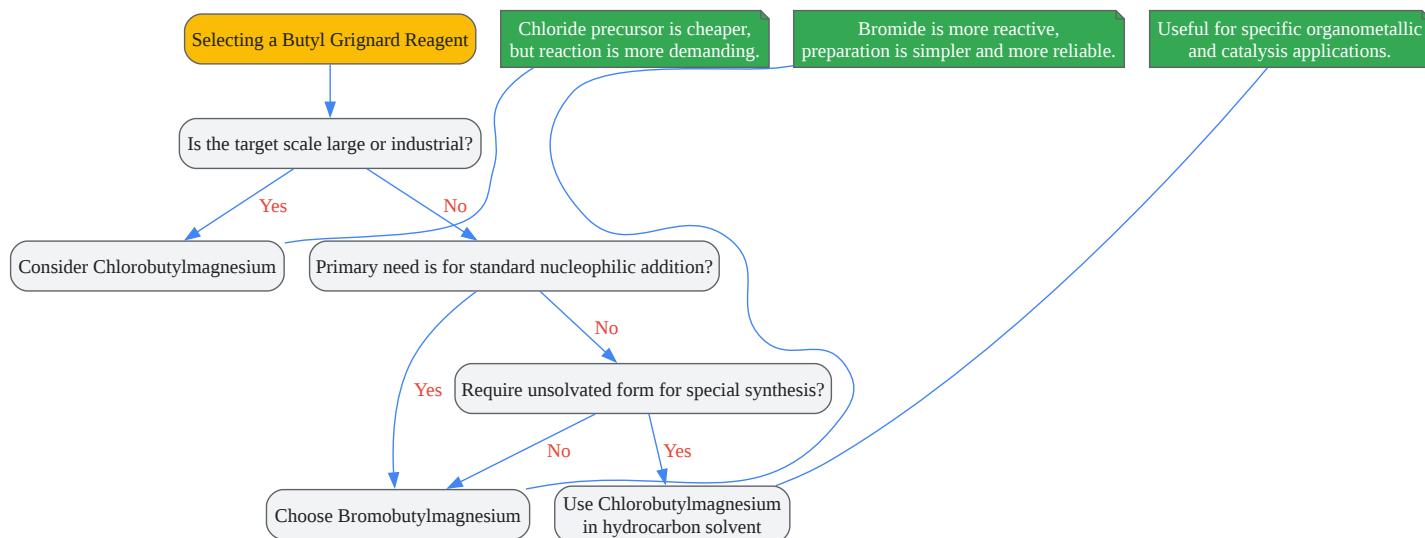 Selecting a Butyl Grignard Reagent
Chloride precursor is cheaper,
but reaction is more demanding.
Bromide is more reactive,
preparation is simpler and more reliable.
Useful for specific organometallic
and catalysis applications.
Is the target scale large or industrial?
Yes
No
Consider Chlorobutylmagnesium
Primary need is for standard nucleophilic addition?
No
Yes
Require unsolvated form for special synthesis?
No
Yes
Choose Bromobutylmagnesium
Use Chlorobutylmagnesium
in hydrocarbon solvent